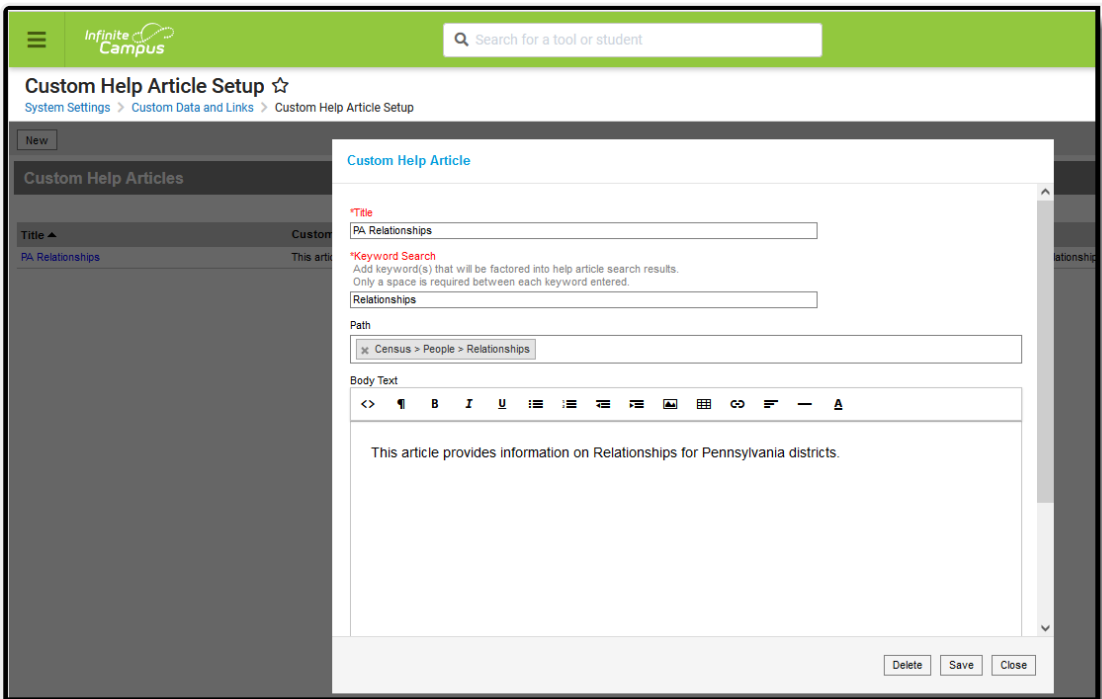 Infinite
Campus
Search for a tool or student
Custom Help Article Setup
System Settings > Custom Data and Links > Custom Help Article Setup
New
Custom Help Articles
Title
Custom
PA Relationships
This artic
lationship
Custom Help Article
*Title
PA Relationships
*Keyword Search
Add keyword(s) that will be factored into help article search results.
Only a space is required between each keyword entered.
Relationships
Path
x Census > People > Relationships
Body Text
<> ¶ B I U A
This article provides information on Relationships for Pennsylvania districts.
Delete Save Close